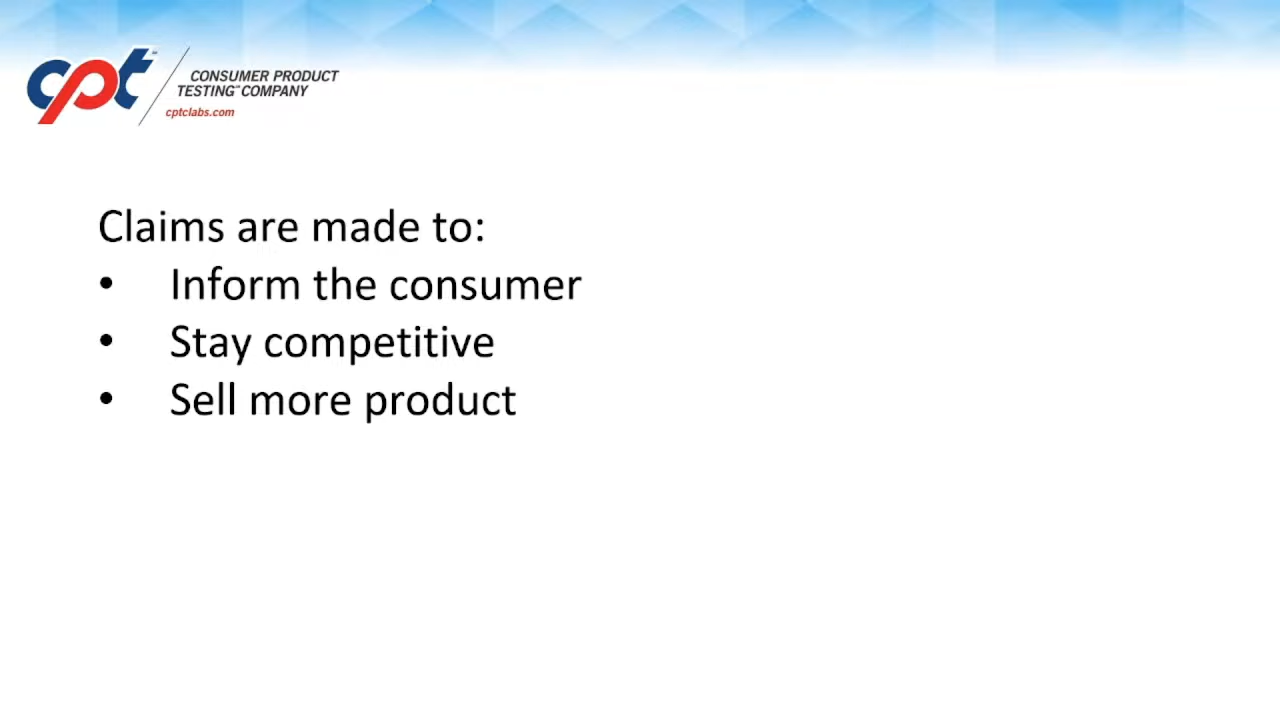 cpt
CONSUMER PRODUCT
TESTING COMPANY
cptclabs.com
Claims are made to:
• Inform the consumer
• Stay competitive
• Sell more product